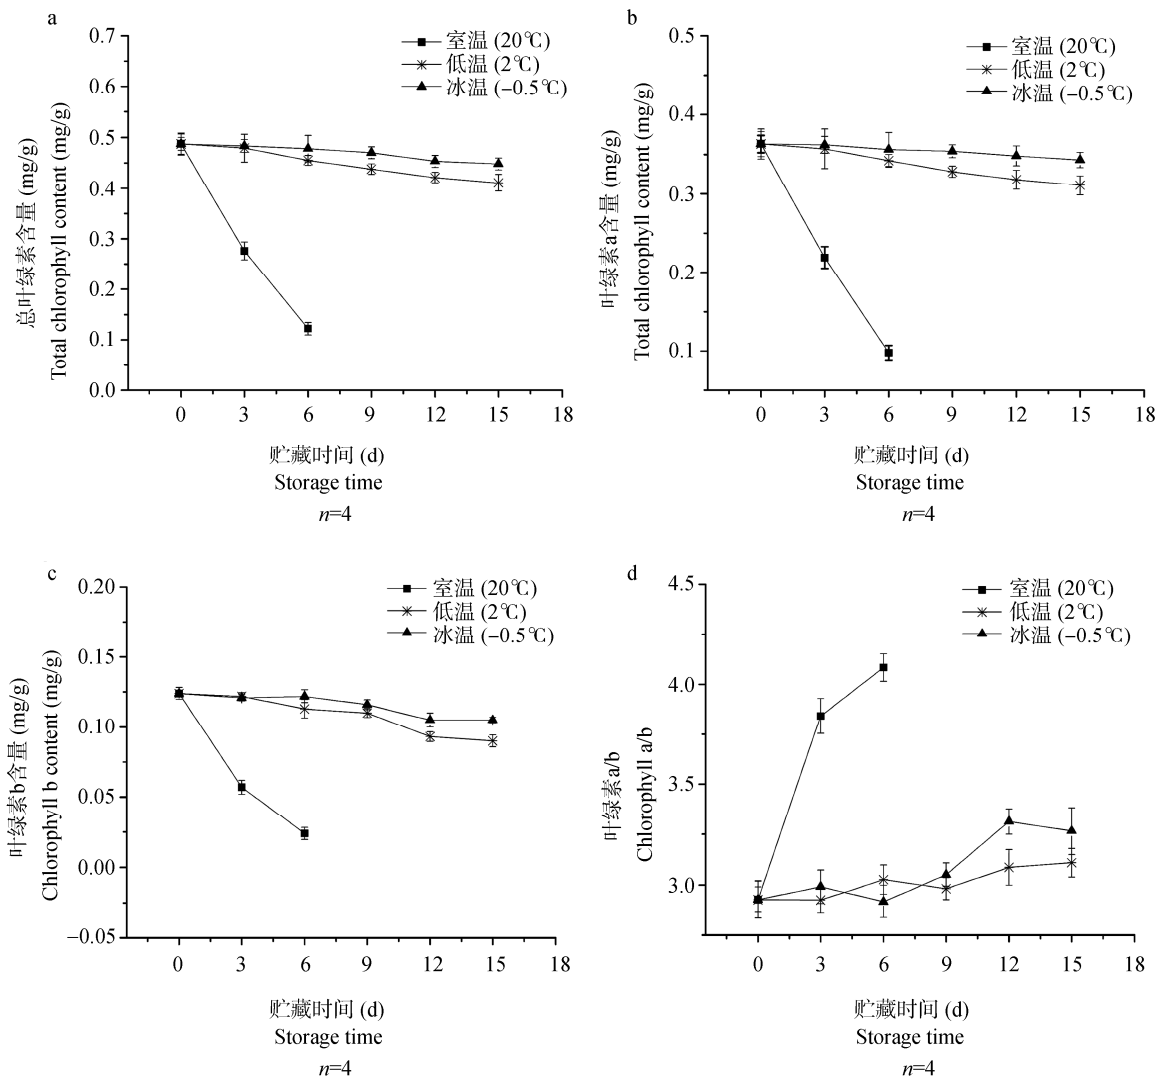 a
0.7
0.6
0.5
0.4
0.3
0.2
0.1
0.0
总叶绿素含量 (mg/g)
Total chlorophyll content (mg/g)
室温 (20℃)
低温 (2℃)
冰温 (−0.5℃)
0 3 6 9 12 15 18
贮藏时间 (d)
Storage time
n=4
b
0.5
0.4
0.3
0.2
0.1
叶绿素a含量 (mg/g)
Total chlorophyll content (mg/g)
室温 (20℃)
低温 (2℃)
冰温 (−0.5℃)
0 3 6 9 12 15 18
贮藏时间 (d)
Storage time
n=4
c
0.20
0.15
0.10
0.05
0.00
−0.05
叶绿素b含量 (mg/g)
Chlorophyll b content (mg/g)
室温 (20℃)
低温 (2℃)
冰温 (−0.5℃)
0 3 6 9 12 15 18
贮藏时间 (d)
Storage time
n=4
d
4.5
4.0
3.5
3.0
叶绿素a/b
Chlorophyll a/b
室温 (20℃)
低温 (2℃)
冰温 (−0.5℃)
0 3 6 9 12 15 18
贮藏时间 (d)
Storage time
n=4